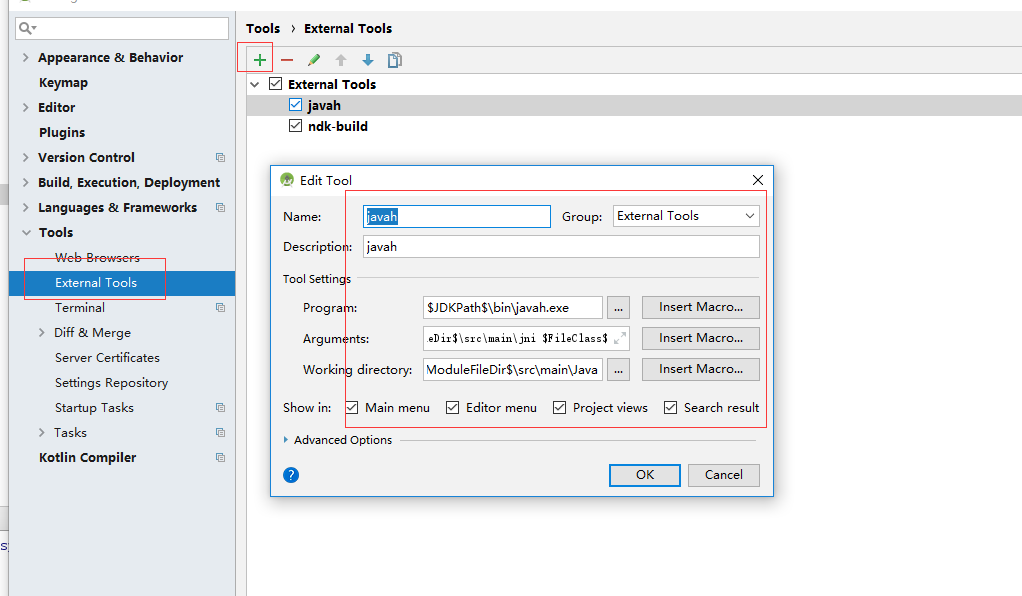 Tools › External Tools
Appearance & Behavior
Keymap
Editor
Plugins
Version Control
Build, Execution, Deployment
Languages & Frameworks
Tools
Web Browsers
External Tools
Terminal
Diff & Merge
Server Certificates
Settings Repository
Startup Tasks
Tasks
Kotlin Compiler
External Tools
javah
ndk-build
Edit Tool
Name: javah Group: External Tools
Description: javah
Tool Settings
Program: $JDKPath$\bin\javah.exe ... Insert Macro...
Arguments: eDir$\src\main\jni $FileClass$ Insert Macro...
Working directory: ModuleFileDir$\src\main\Java ... Insert Macro...
Show in: Main menu Editor menu Project views Search result
Advanced Options
? OK Cancel